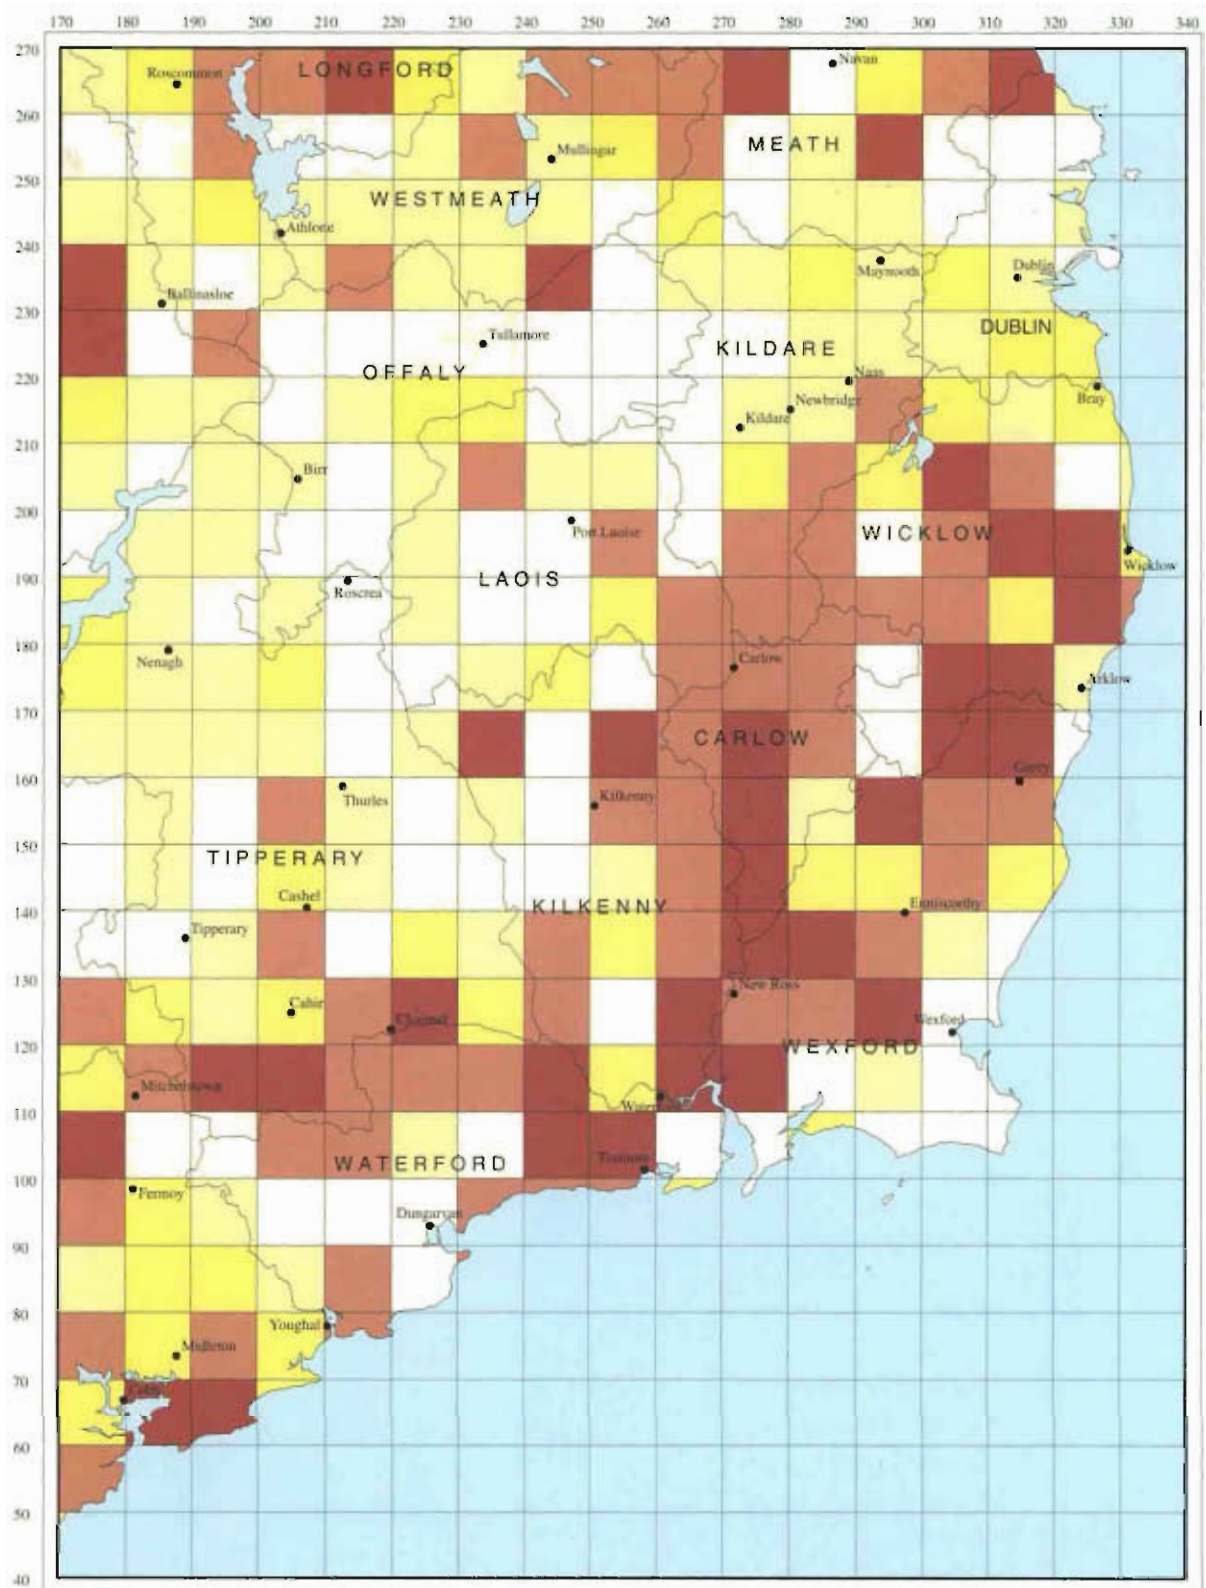 170 180 190 200 210 220 230 240 250 260 270 280 290 300 310 320 330 340
270
Roscommon LONGFORD Navan
260
Mullingar MEATH
250
WESTMEATH
Athlone
240
Maynooth Dublin
Ballinasloe
230
Tullamore KILDARE DUBLIN
OFFALY Naas
220
Kildare Newbridge Bray
210
Birr
200
Port Laoise WICKLOW
Wicklow
190
Roscrea LAOIS
180
Nenagh Carlow Arklow
170
CARLOW
Gorey
160
Thurles Kilkenny
150
TIPPERARY
Cashel KILKENNY Enniscorthy
140
Tipperary
130
Cahir New Ross
Clonmel Wexford
120
WEXFORD
Mitchelstown
Waterford
110
WATERFORD Tramore
100
Fermoy
Dungarvan
90
80
Youghal
Midleton
70
Cobh
60
50
40